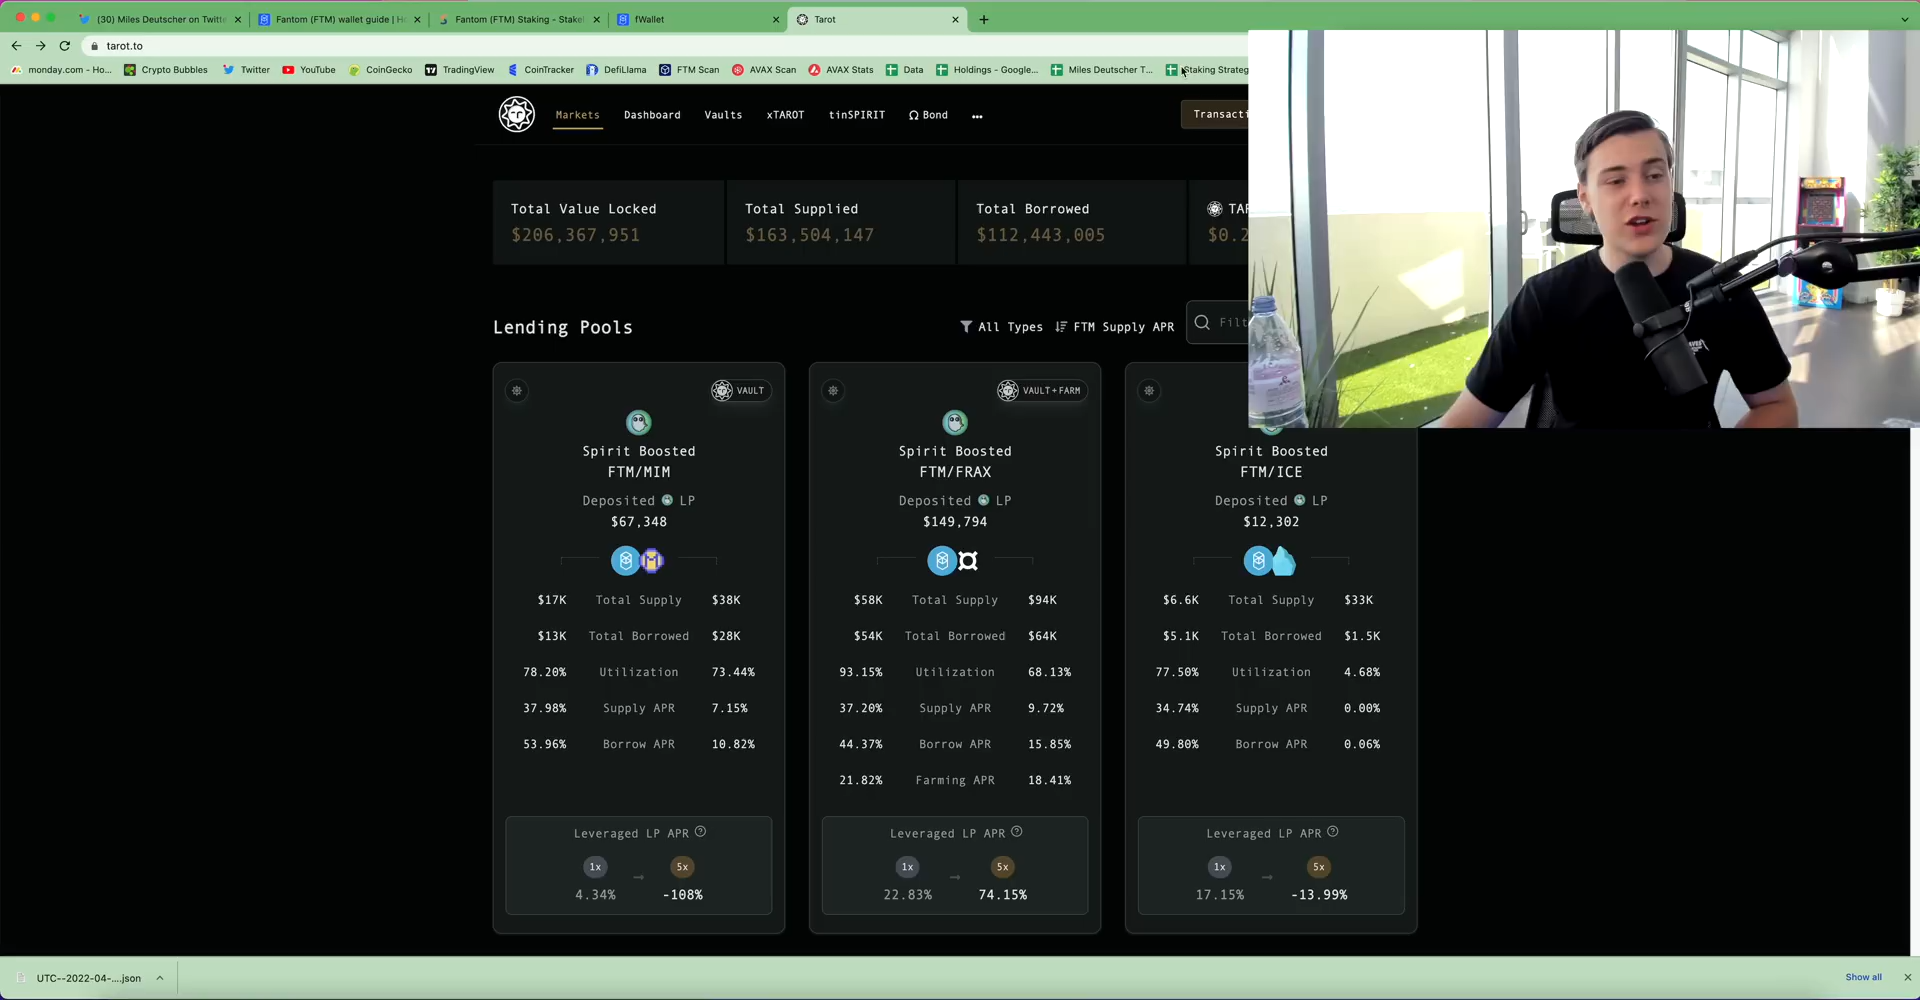 (30) Miles Deutscher on Twitte
Fantom (FTM) wallet guide | H
Fantom (FTM) Staking - Stake
fWallet
Tarot
tarot.to
monday.com - Ho...
Crypto Bubbles
Twitter
YouTube
CoinGecko
TradingView
CoinTracker
DefiLlama
FTM Scan
AVAX Scan
AVAX Stats
Data
Holdings - Google...
Miles Deutscher T...
Staking Strateg
Markets
Dashboard
Vaults
xTAROT
tinSPIRIT
Ω Bond
...
Transacti
Total Value Locked
$206,367,951
Total Supplied
$163,504,147
Total Borrowed
$112,443,005
TAR
$0.2
Lending Pools
All Types
FTM Supply APR
Filt
VAULT
Spirit Boosted
FTM/MIM
Deposited LP
$67,348
$17K Total Supply $38K
$13K Total Borrowed $28K
78.20% Utilization 73.44%
37.98% Supply APR 7.15%
53.96% Borrow APR 10.82%
Leveraged LP APR ?
1x 5x
4.34% → -108%
VAULT+FARM
Spirit Boosted
FTM/FRAX
Deposited LP
$149,794
$58K Total Supply $94K
$54K Total Borrowed $64K
93.15% Utilization 68.13%
37.20% Supply APR 9.72%
44.37% Borrow APR 15.85%
21.82% Farming APR 18.41%
Leveraged LP APR ?
1x 5x
22.83% → 74.15%
Spirit Boosted
FTM/ICE
Deposited LP
$12,302
$6.6K Total Supply $33K
$5.1K Total Borrowed $1.5K
77.50% Utilization 4.68%
34.74% Supply APR 0.00%
49.80% Borrow APR 0.06%
Leveraged LP APR ?
1x 5x
17.15% → -13.99%
UTC--2022-04-....json
Show all